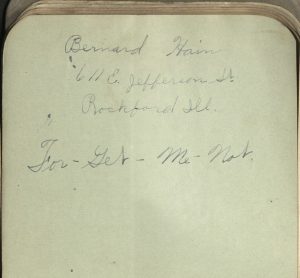 Bernard Hain
611 E. Jefferson St.
Rockford Ill.
For-Get-Me-Not.